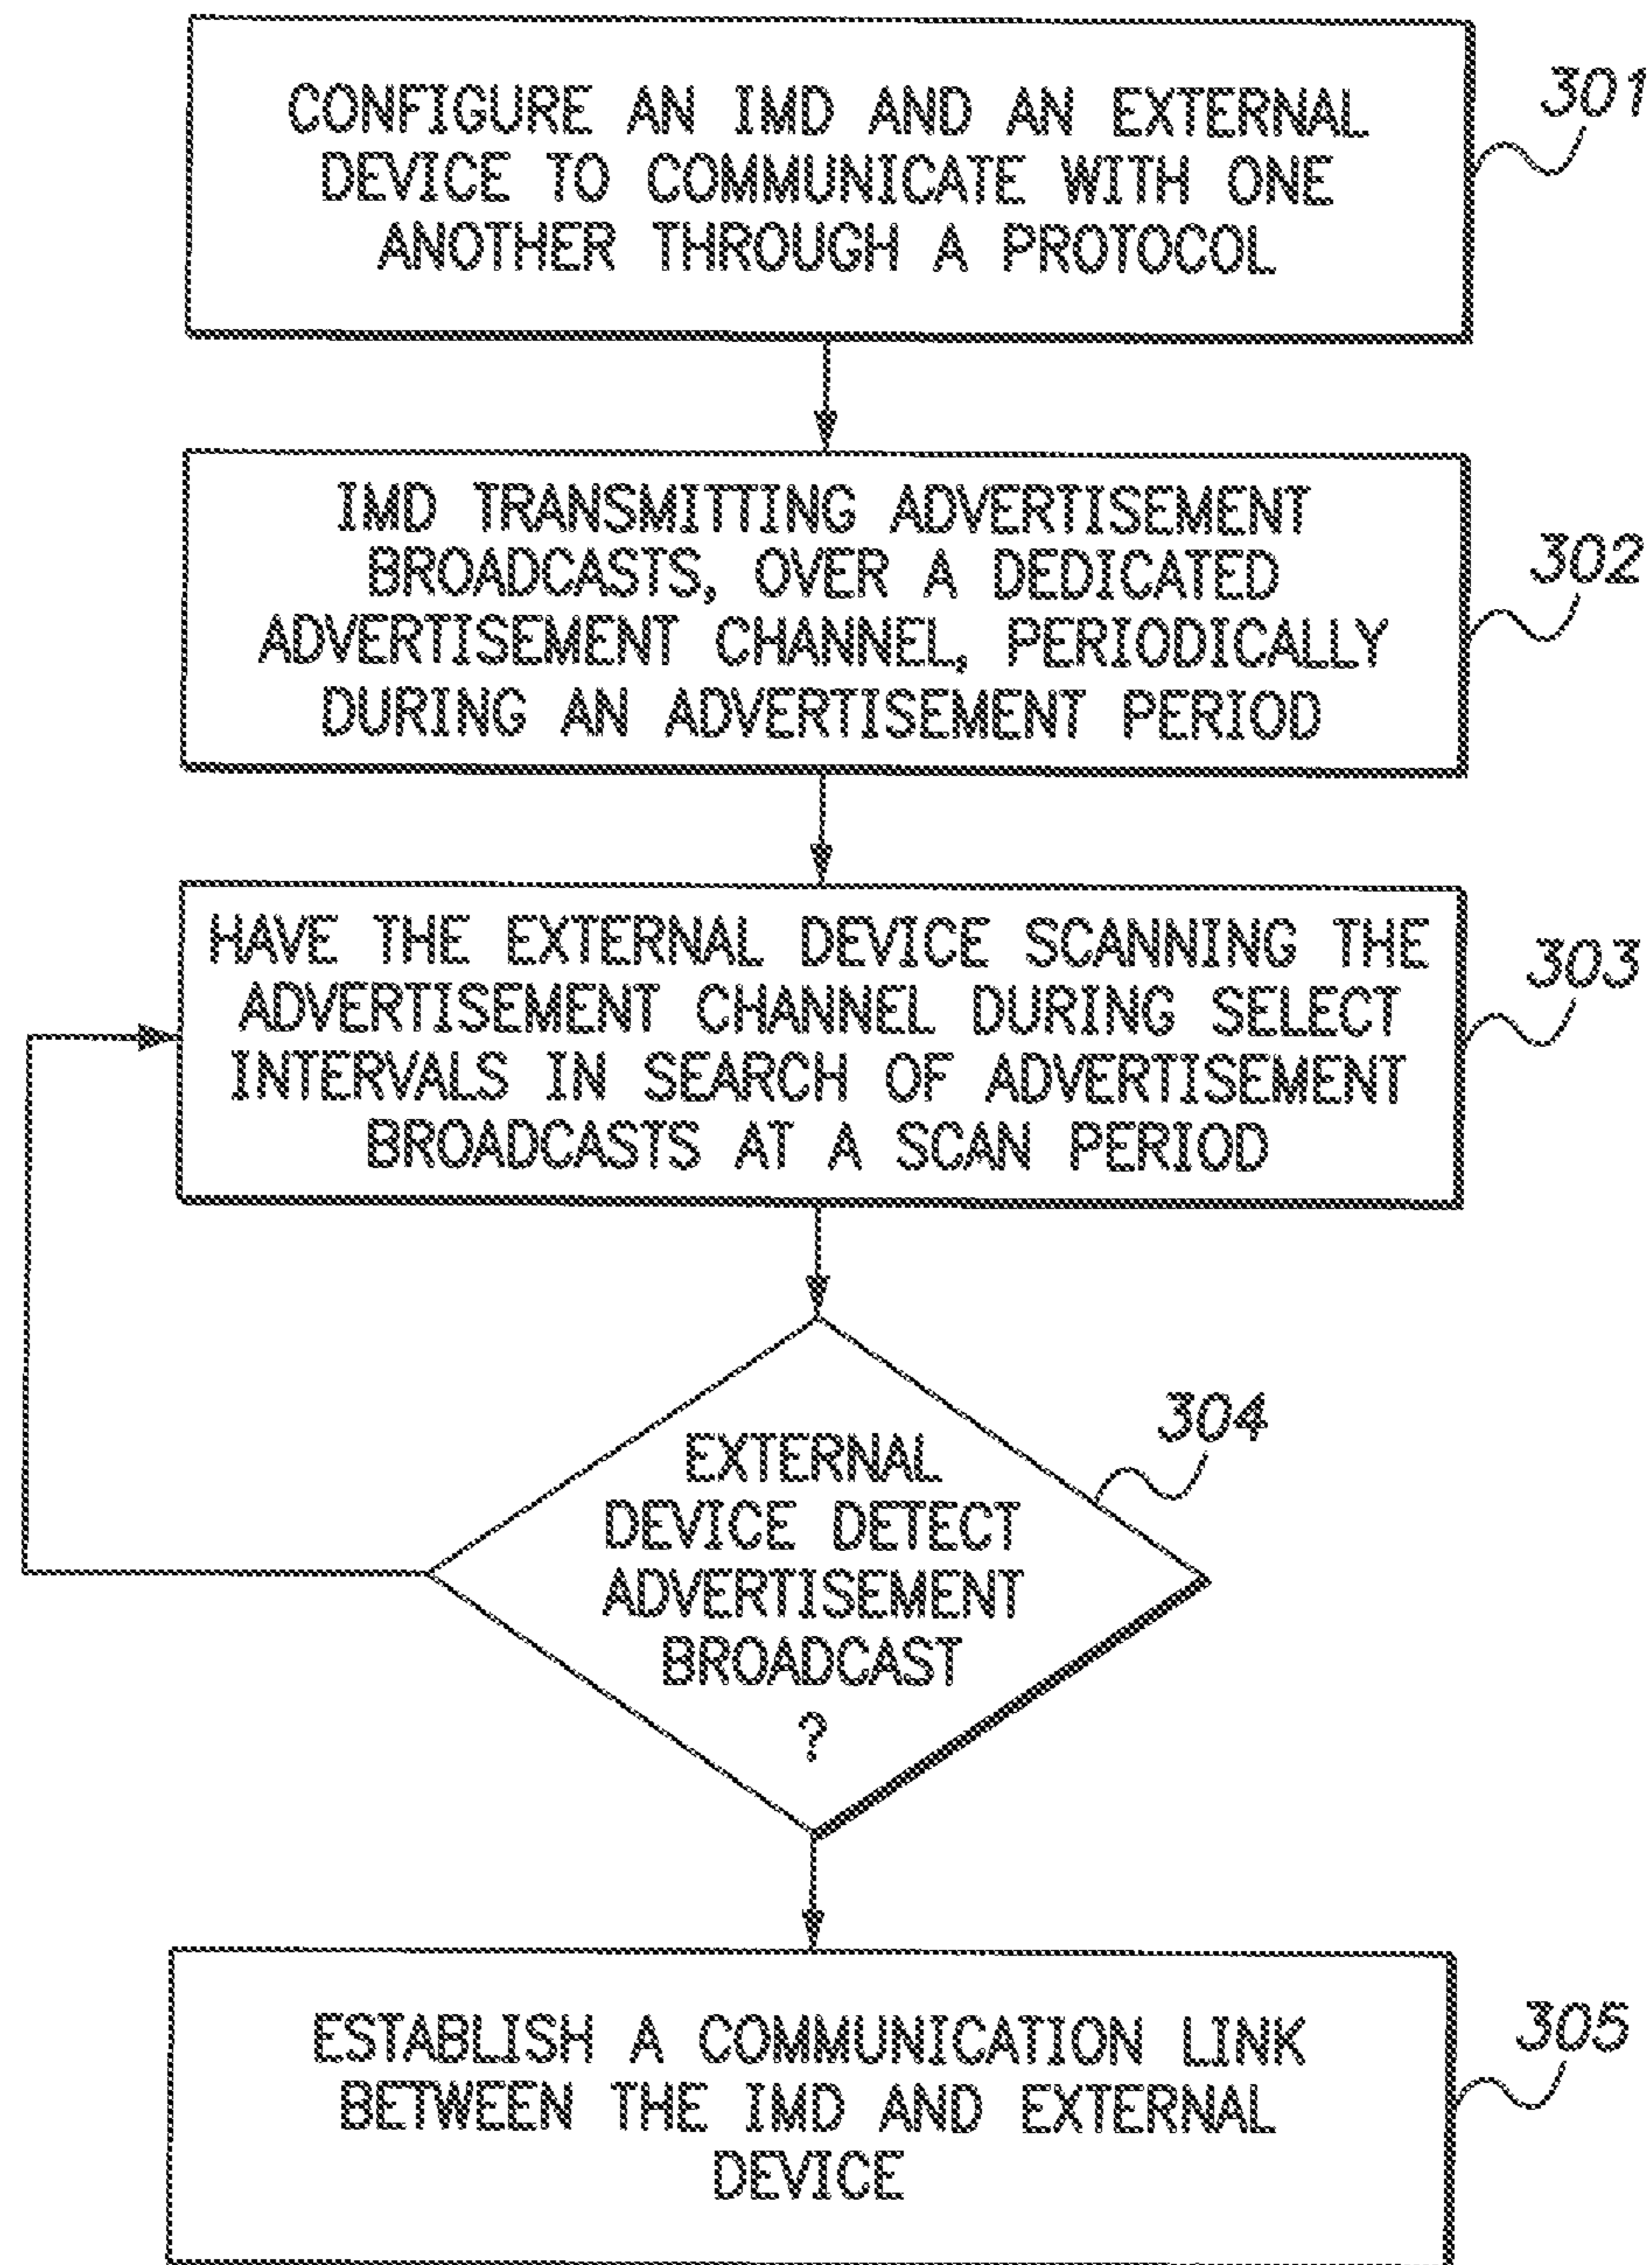 CONFIGURE AN IMD AND AN EXTERNAL
DEVICE TO COMMUNICATE WITH ONE
ANOTHER THROUGH A PROTOCOL
301
IMD TRANSMITTING ADVERTISEMENT
BROADCASTS, OVER A DEDICATED
ADVERTISEMENT CHANNEL, PERIODICALLY
DURING AN ADVERTISEMENT PERIOD
302
HAVE THE EXTERNAL DEVICE SCANNING THE
ADVERTISEMENT CHANNEL DURING SELECT
INTERVALS IN SEARCH OF ADVERTISEMENT
BROADCASTS AT A SCAN PERIOD
303
EXTERNAL
DEVICE DETECT
ADVERTISEMENT
BROADCAST
?
304
ESTABLISH A COMMUNICATION LINK
BETWEEN THE IMD AND EXTERNAL
DEVICE
305